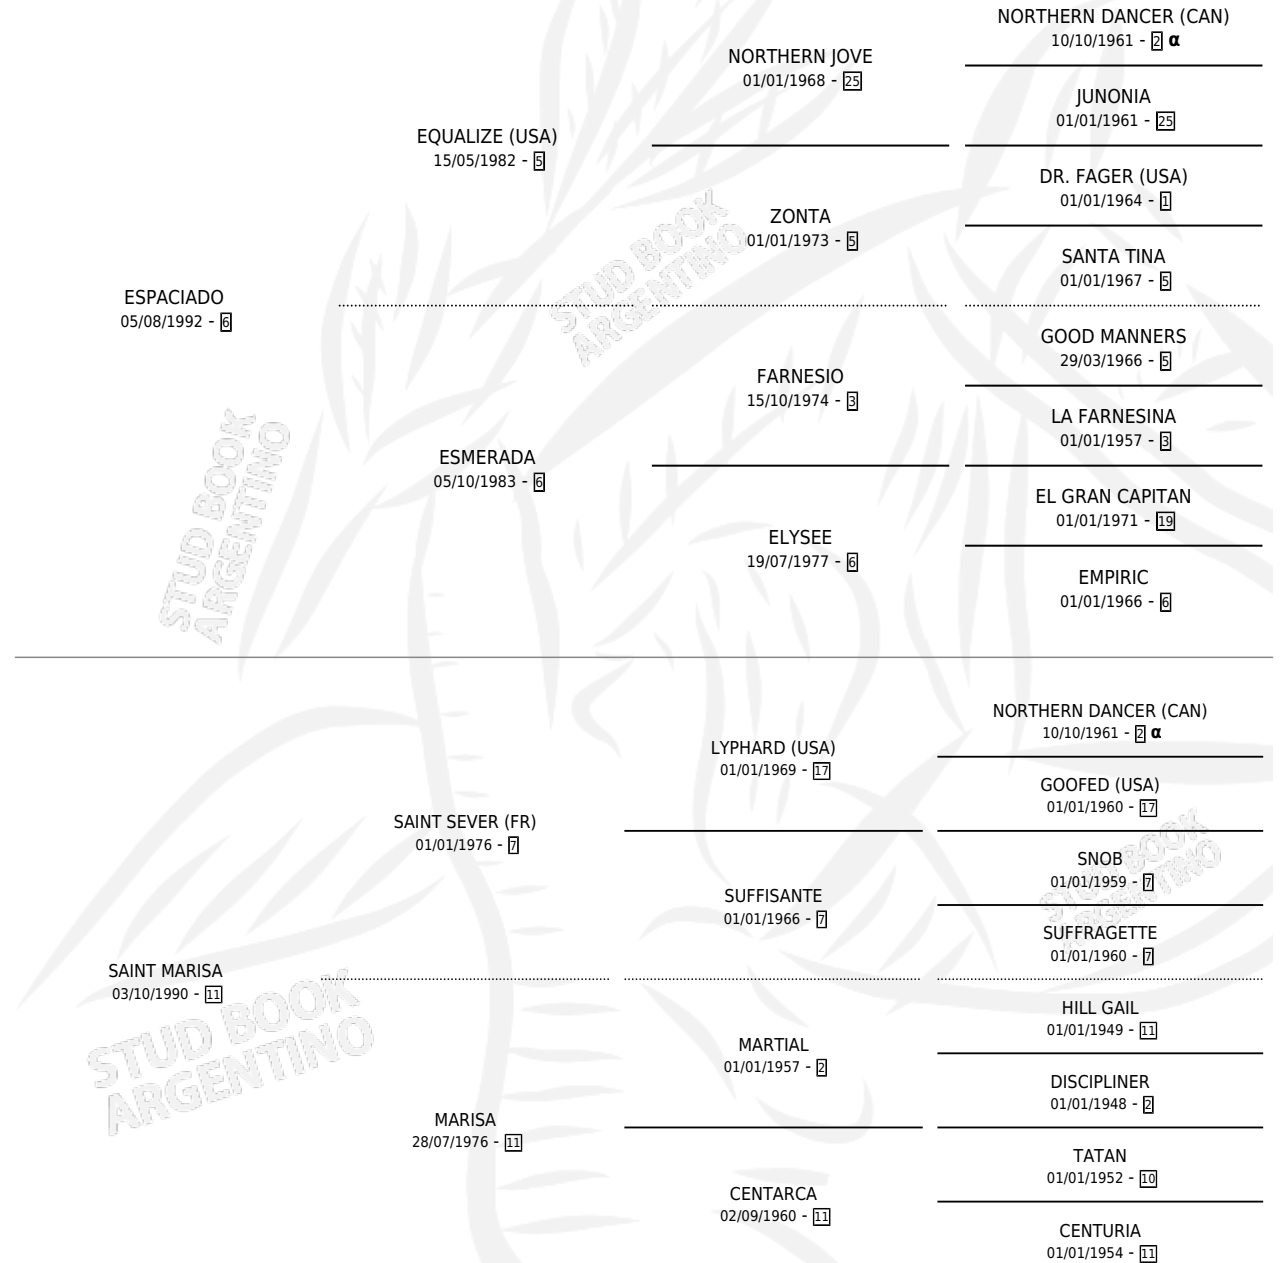 NORTHERN DANCER (CAN)
10/10/1961 - 2 α
NORTHERN JOVE
01/01/1968 - 25
JUNONIA
01/01/1961 - 25
EQUALIZE (USA)
15/05/1982 - 5
DR. FAGER (USA)
01/01/1964 - 1
ZONTA
01/01/1973 - 5
SANTA TINA
01/01/1967 - 5
STUD BOOK
ARGENTINO
ESPACIADO
05/08/1992 - 6
GOOD MANNERS
29/03/1966 - 5
FARNESIO
15/10/1974 - 3
LA FARNESINA
01/01/1957 - 3
ESMERADA
05/10/1983 - 6
EL GRAN CAPITAN
01/01/1971 - 19
ELYSEE
19/07/1977 - 6
EMPIRIC
01/01/1966 - 6
STUD BOOK
ARGENTINO
NORTHERN DANCER (CAN)
10/10/1961 - 2 α
LYPHARD (USA)
01/01/1969 - 17
GOOFED (USA)
01/01/1960 - 17
SAINT SEVER (FR)
01/01/1976 - 7
SNOB
01/01/1959 - 7
SUFFISANTE
01/01/1966 - 7
SUFFRAGETTE
01/01/1960 - 7
STUD BOOK
ARGENTINO
SAINT MARISA
03/10/1990 - 11
HILL GAIL
01/01/1949 - 11
MARTIAL
01/01/1957 - 2
DISCIPLINER
01/01/1948 - 2
STUD BOOK
ARGENTINO
MARISA
28/07/1976 - 11
TATAN
01/01/1952 - 10
CENTARCA
02/09/1960 - 11
CENTURIA
01/01/1954 - 11